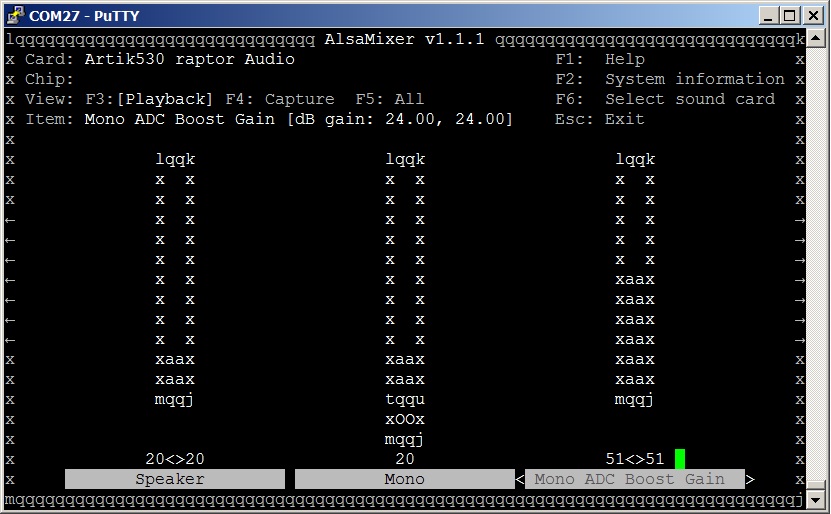 COM27 - PuTTY
lqqqqqqqqqqqqqqqqqqqqqqqqqqqqqq AlsaMixer v1.1.1 qqqqqqqqqqqqqqqqqqqqqqqqqqqqqqk
x Card: Artik530 raptor Audio                          F1:  Help               x
x Chip:                                                F2:  System information x
x View: F3:[Playback] F4: Capture  F5: All             F6:  Select sound card  x
x Item: Mono ADC Boost Gain [dB gain: 24.00, 24.00]    Esc: Exit               x
x                                                                              x
x              lqqk                   lqqk                   lqqk              x
x              x  x                   x  x                   x  x              x
x              x  x                   x  x                   x  x              x
←              x  x                   x  x                   x  x              →
←              x  x                   x  x                   x  x              →
←              x  x                   x  x                   x  x              →
←              x  x                   x  x                   xaax              →
←              x  x                   x  x                   xaax              →
←              x  x                   x  x                   xaax              →
←              x  x                   x  x                   xaax              →
x              xaax                   xaax                   xaax              x
x              xaax                   xaax                   xaax              x
x              mqqj                   tqqu                   mqqj              x
x                                     xOOx                                     x
x                                     mqqj                                     x
x             20<>20                   20                   51<>51             x
x            Speaker                  Mono           < Mono ADC Boost Gain  >    x
mqqqqqqqqqqqqqqqqqqqqqqqqqqqqqqqqqqqqqqqqqqqqqqqqqqqqqqqqqqqqqqqqqqqqqqqqqqqqqqj